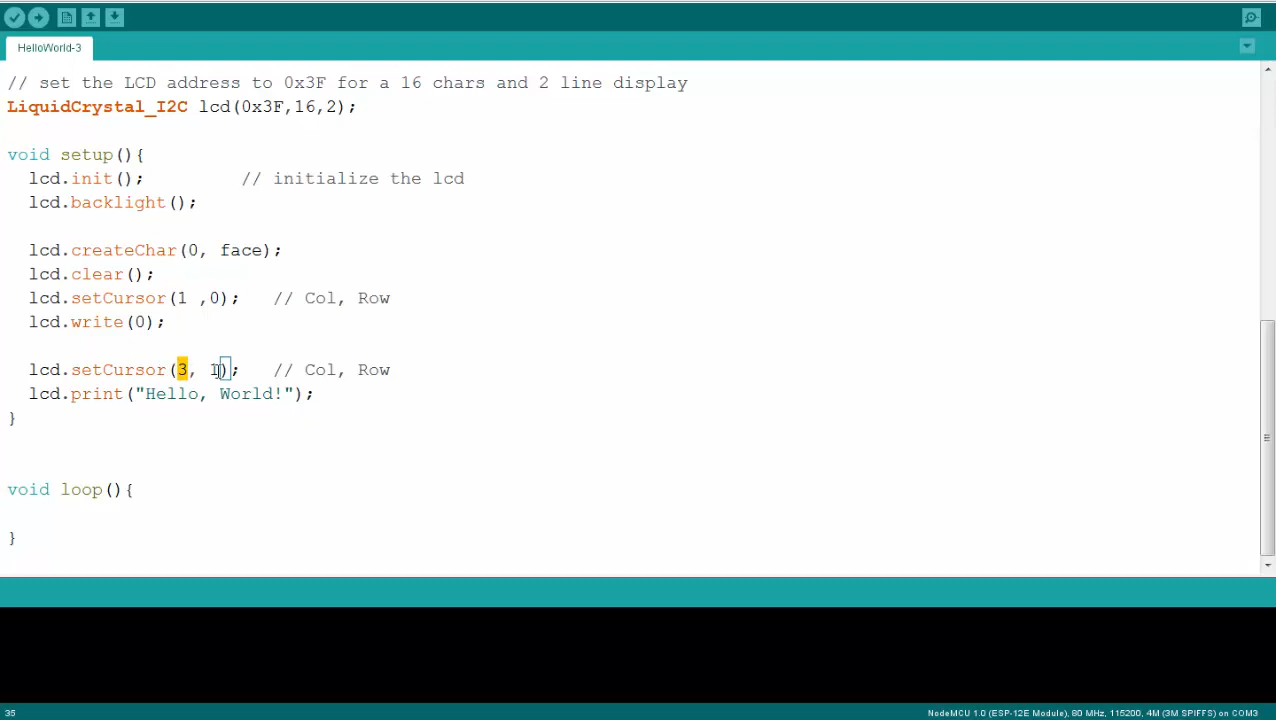 HelloWorld-3
// set the LCD address to 0x3F for a 16 chars and 2 line display
LiquidCrystal_I2C lcd(0x3F,16,2);
void setup(){
lcd.init();          // initialize the lcd
lcd.backlight();
lcd.createChar(0, face);
lcd.clear();
lcd.setCursor(1 ,0);   // Col, Row
lcd.write(0);
lcd.setCursor(3, 1);   // Col, Row
lcd.print("Hello, World!");
}
void loop(){
}
35
NodeMCU 1.0 (ESP-12E Module), 80 MHz, 115200, 4M (3M SPIFFS) on COM3